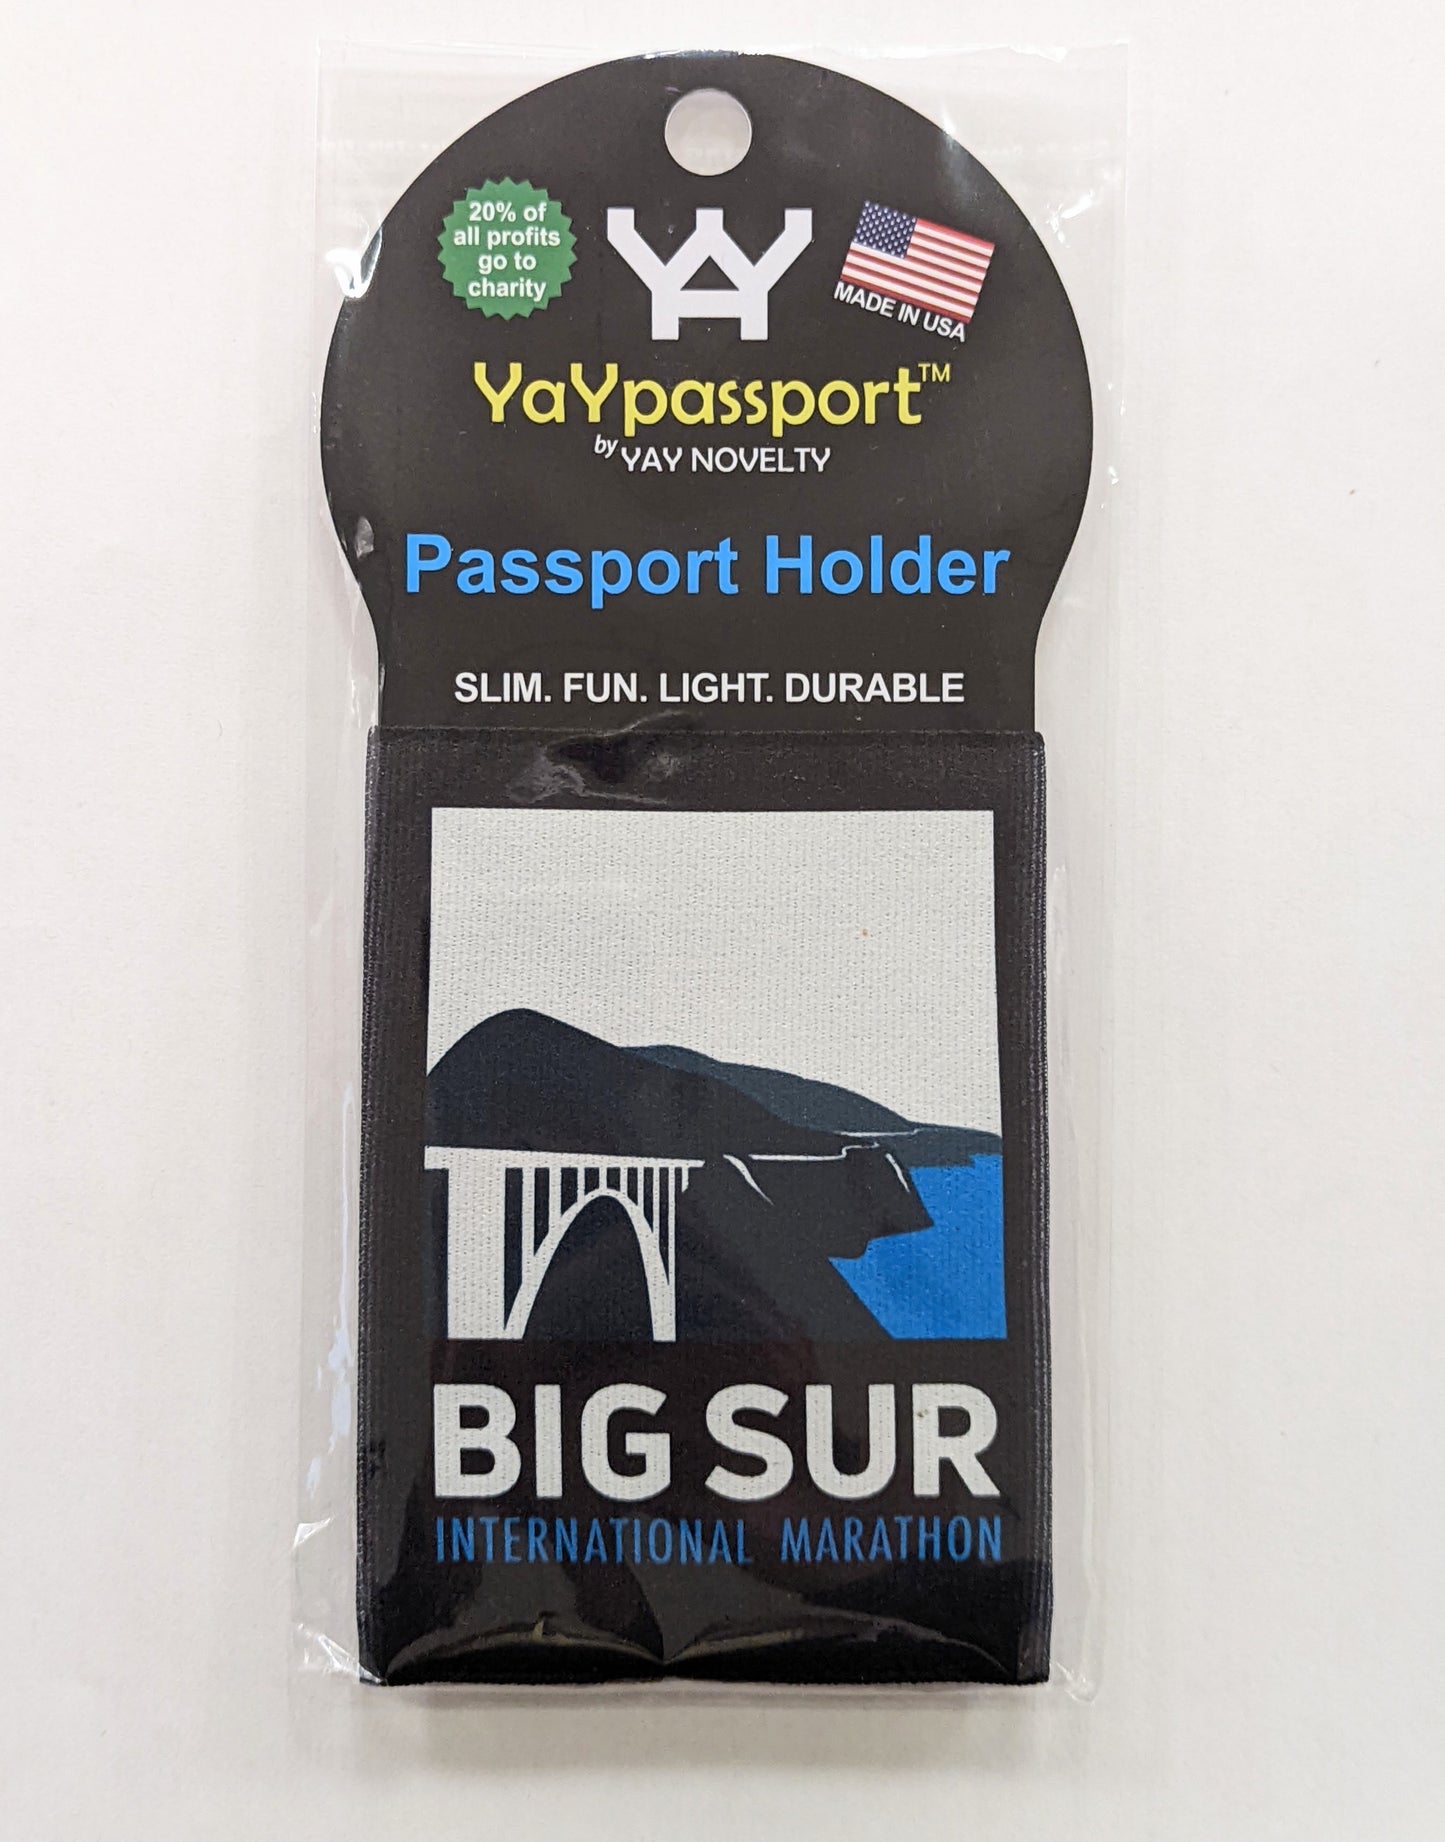 20% of
all profits
go to
charity
YAY
MADE IN USA
YaYpassport™
by YAY NOVELTY
Passport Holder
SLIM. FUN. LIGHT. DURABLE
BIG SUR
INTERNATIONAL MARATHON